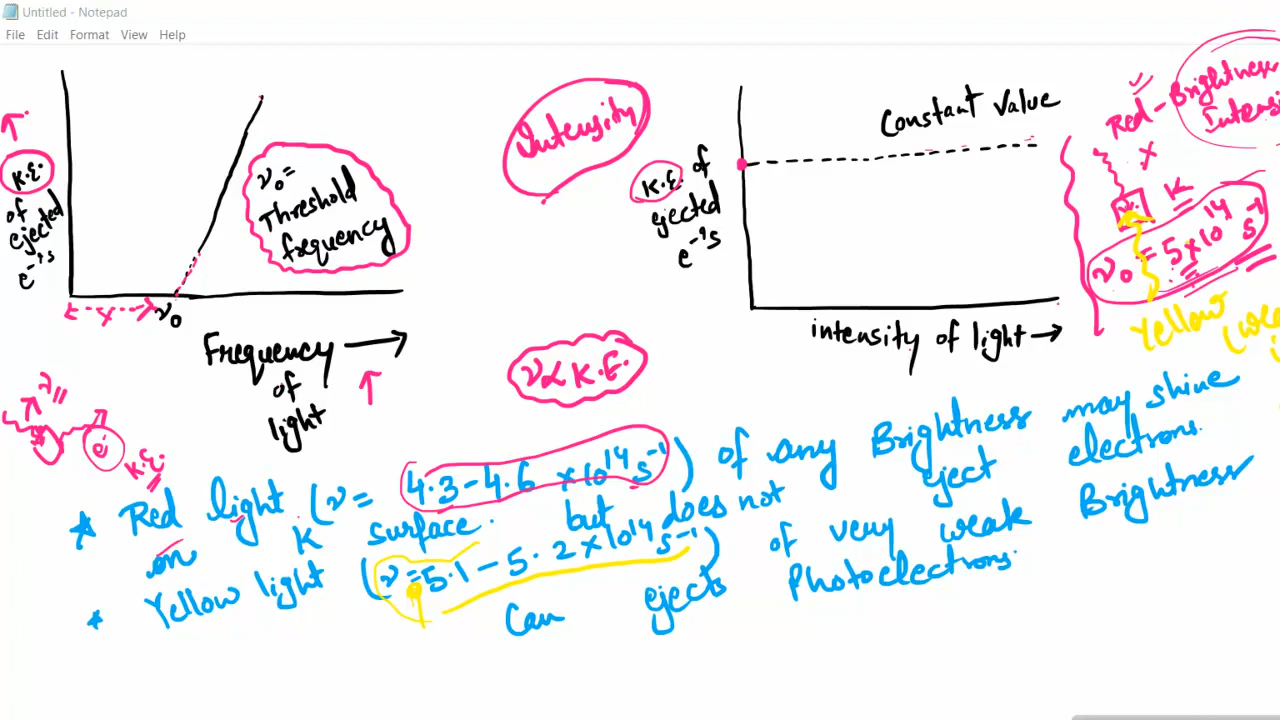 Untitled - Notepad
File Edit Format View Help
K.E.
of
ejected
e⁻'s
ν₀ =
Threshold
frequency
ν₀
Frequency
of
light
Intensity
ν∝ K.E.
K.E. of
ejected
e⁻'s
Constant value
intensity of light →
Red - Brightness
Intensi
X
K
ν₀ = 5×10¹⁴ s⁻¹
Yellow
e⁻
K.E.
* Red light (ν = 4.3-4.6 ×10¹⁴ s⁻¹) of any Brightness may shine
on K surface. but does not eject electrons.
* Yellow light (ν = 5.1-5.2×10¹⁴ s⁻¹) of very weak Brightness
Can ejects Photoelectrons.